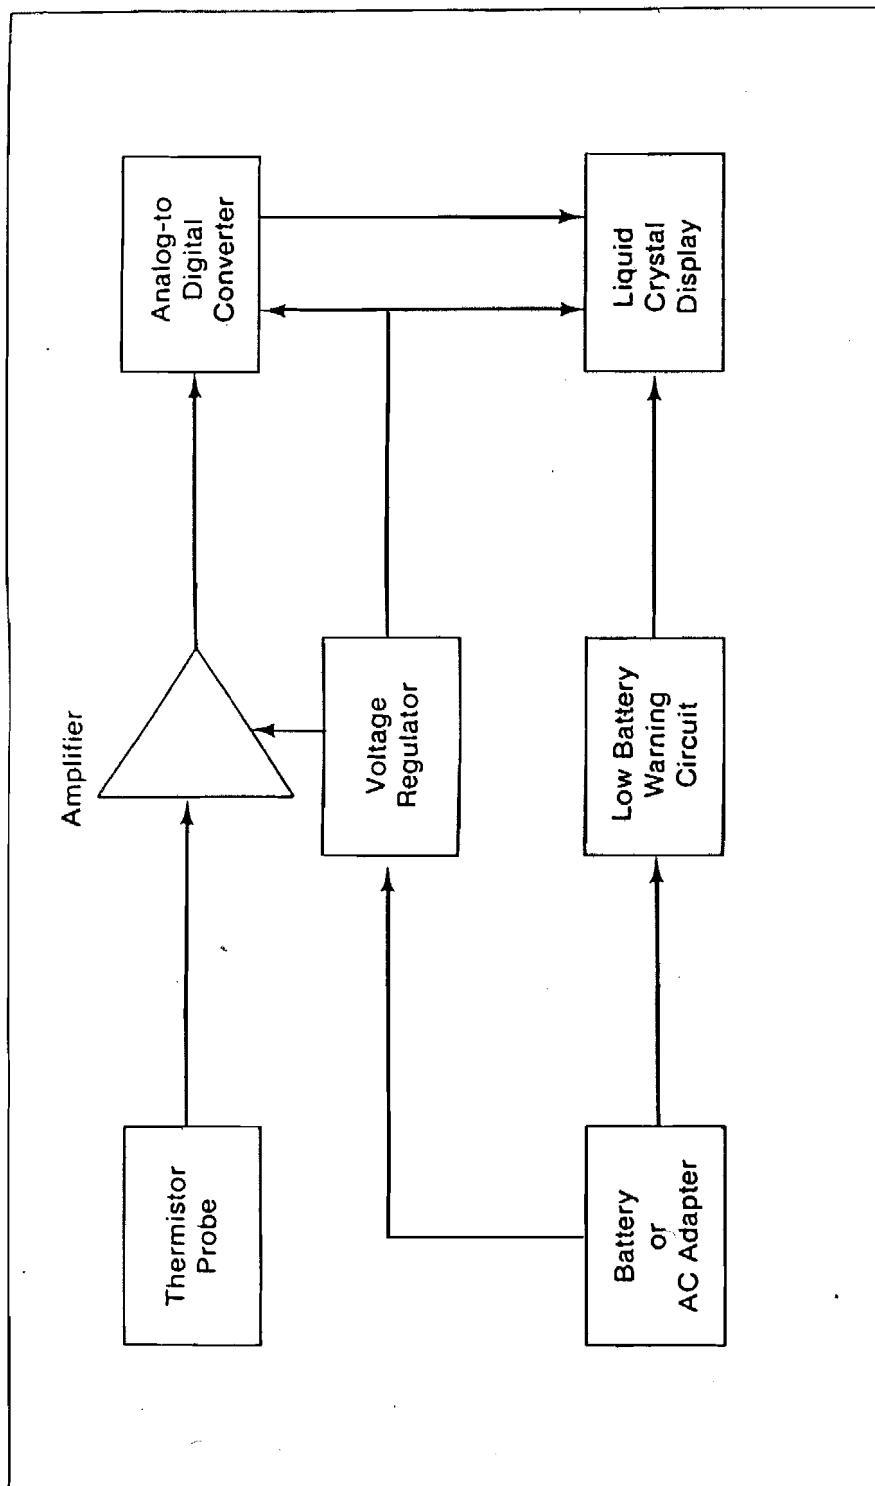 Thermistor
Probe
Amplifier
Analog-to
Digital
Converter
Voltage
Regulator
Battery
or
AC Adapter
Low Battery
Warning
Circuit
Liquid
Crystal
Display